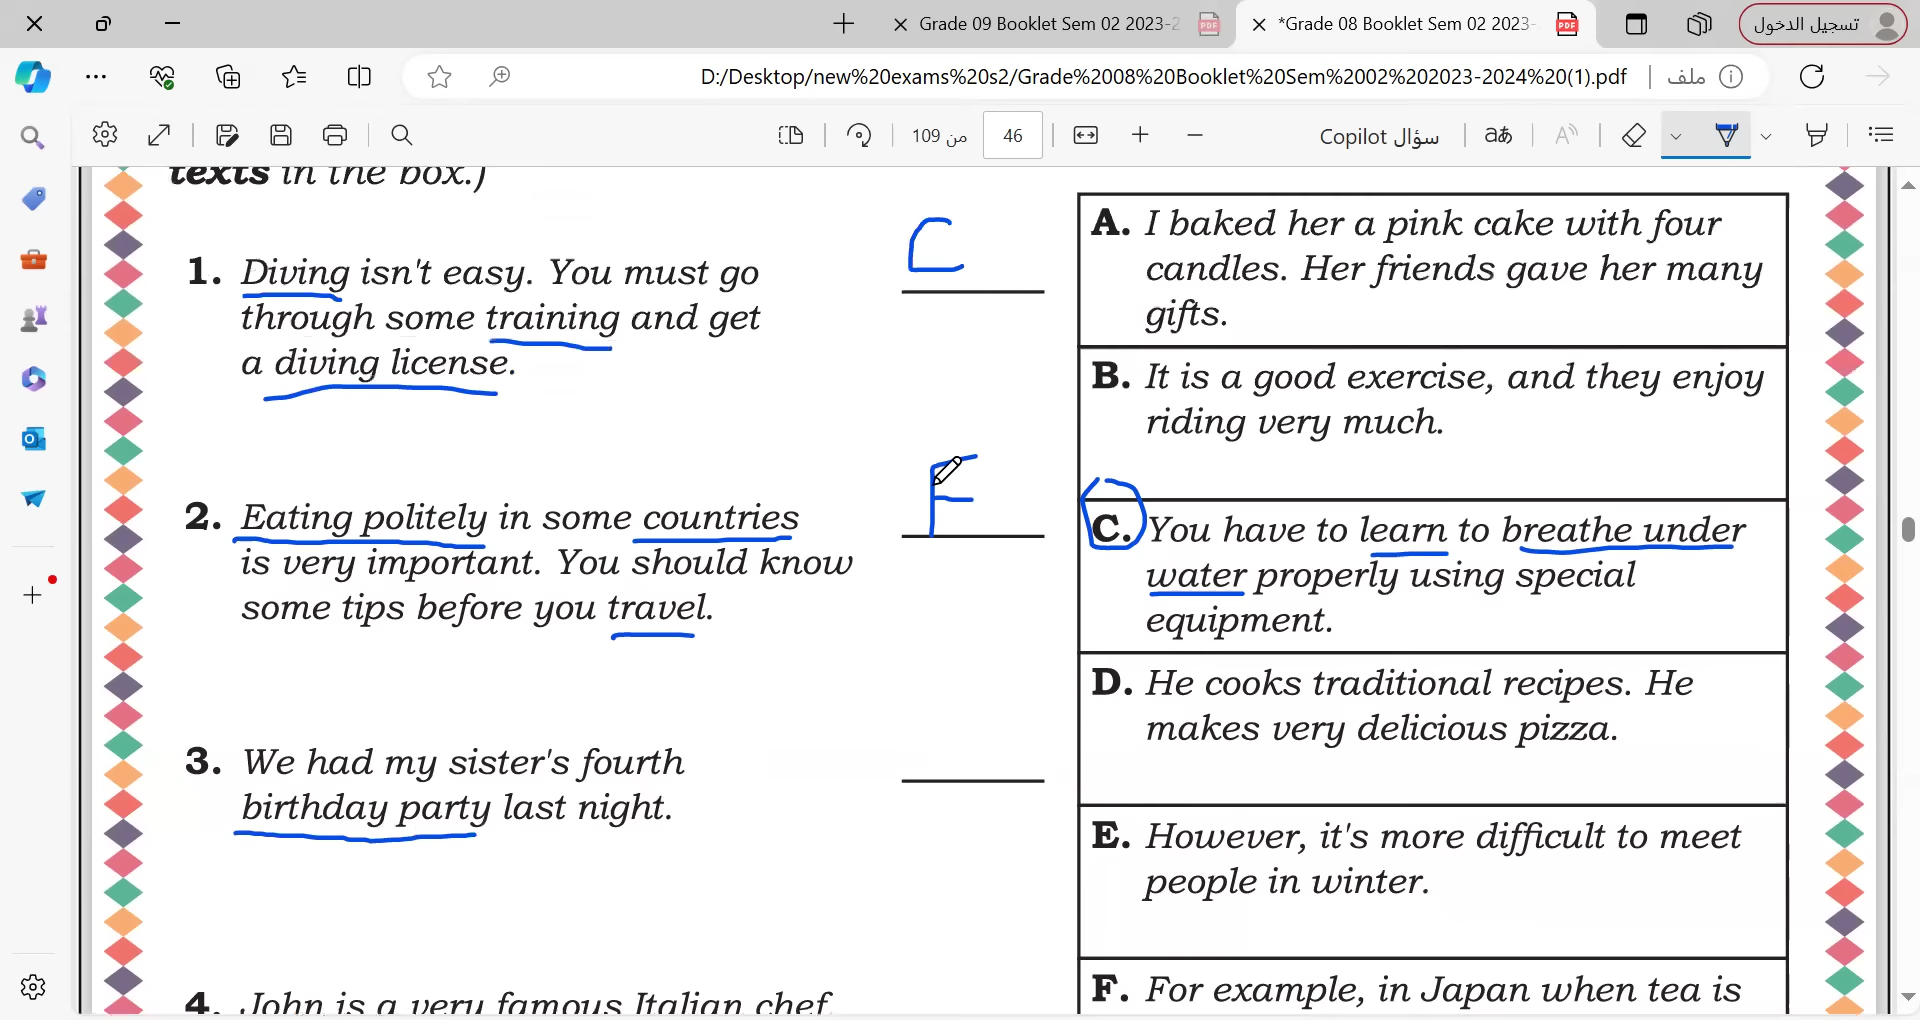 Grade 09 Booklet Sem 02 2023-2
*Grade 08 Booklet Sem 02 2023-
تسجيل الدخول
D:/Desktop/new%20exams%20s2/Grade%2008%20Booklet%20Sem%2002%202023-2024%20(1).pdf
ملف
109 من
46
سؤال Copilot
texts in the box.)
1. Diving isn't easy. You must go
through some training and get
a diving license.
C
2. Eating politely in some countries
is very important. You should know
some tips before you travel.
F
3. We had my sister's fourth
birthday party last night.
4. John is a very famous Italian chef
A. I baked her a pink cake with four
candles. Her friends gave her many
gifts.
B. It is a good exercise, and they enjoy
riding very much.
C. You have to learn to breathe under
water properly using special
equipment.
D. He cooks traditional recipes. He
makes very delicious pizza.
E. However, it's more difficult to meet
people in winter.
F. For example, in Japan when tea is